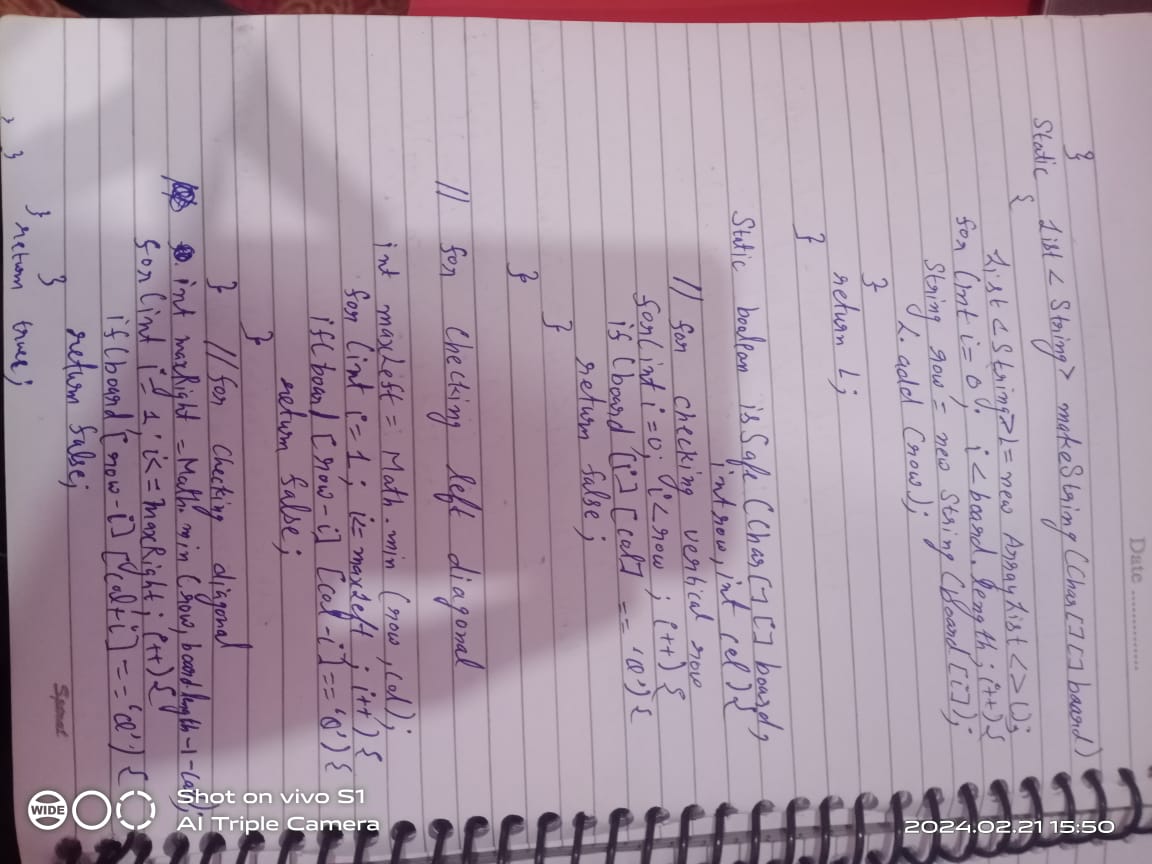 Date ..............
}
Static List < String > makeString (Char[][] board)
{
List < String> L = new ArrayList <> ();
for (int i = 0; i < board.length; i++) {
String row = new String (board[i]);
L. add (row);
}
return L;
}
Static boolean isSafe (Char[][] board,
int row, int col) {
// for checking vertical row
for(int i=0; i<row; i++) {
if (board [i] [col] == 'Q') {
return false;
}
}
// for Checking left diagonal
int maxLeft = Math.min (row, col);
for (int i=1; i<= maxLeft; i++) {
if (board [row-i] [col-i] == 'Q') {
return false;
}
} // for Checking diagonal
int maxRight = Math.min (row, board.length-1-col);
for (int i=1; i<= maxRight; i++) {
if (board [row-i] [col+i] == 'Q') {
return false;
}
} return true;
}
}
Spiral
WIDE
Shot on vivo S1
AI Triple Camera
2024.02.21 15:50